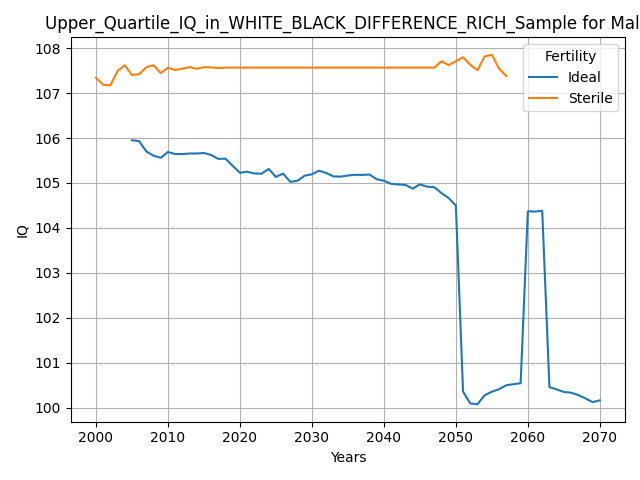 Upper_Quartile_IQ_in_WHITE_BLACK_DIFFERENCE_RICH_Sample for Mal
108
107
106
105
104
103
102
101
100
IQ
Fertility
Ideal
Sterile
2000 2010 2020 2030 2040 2050 2060 2070
Years